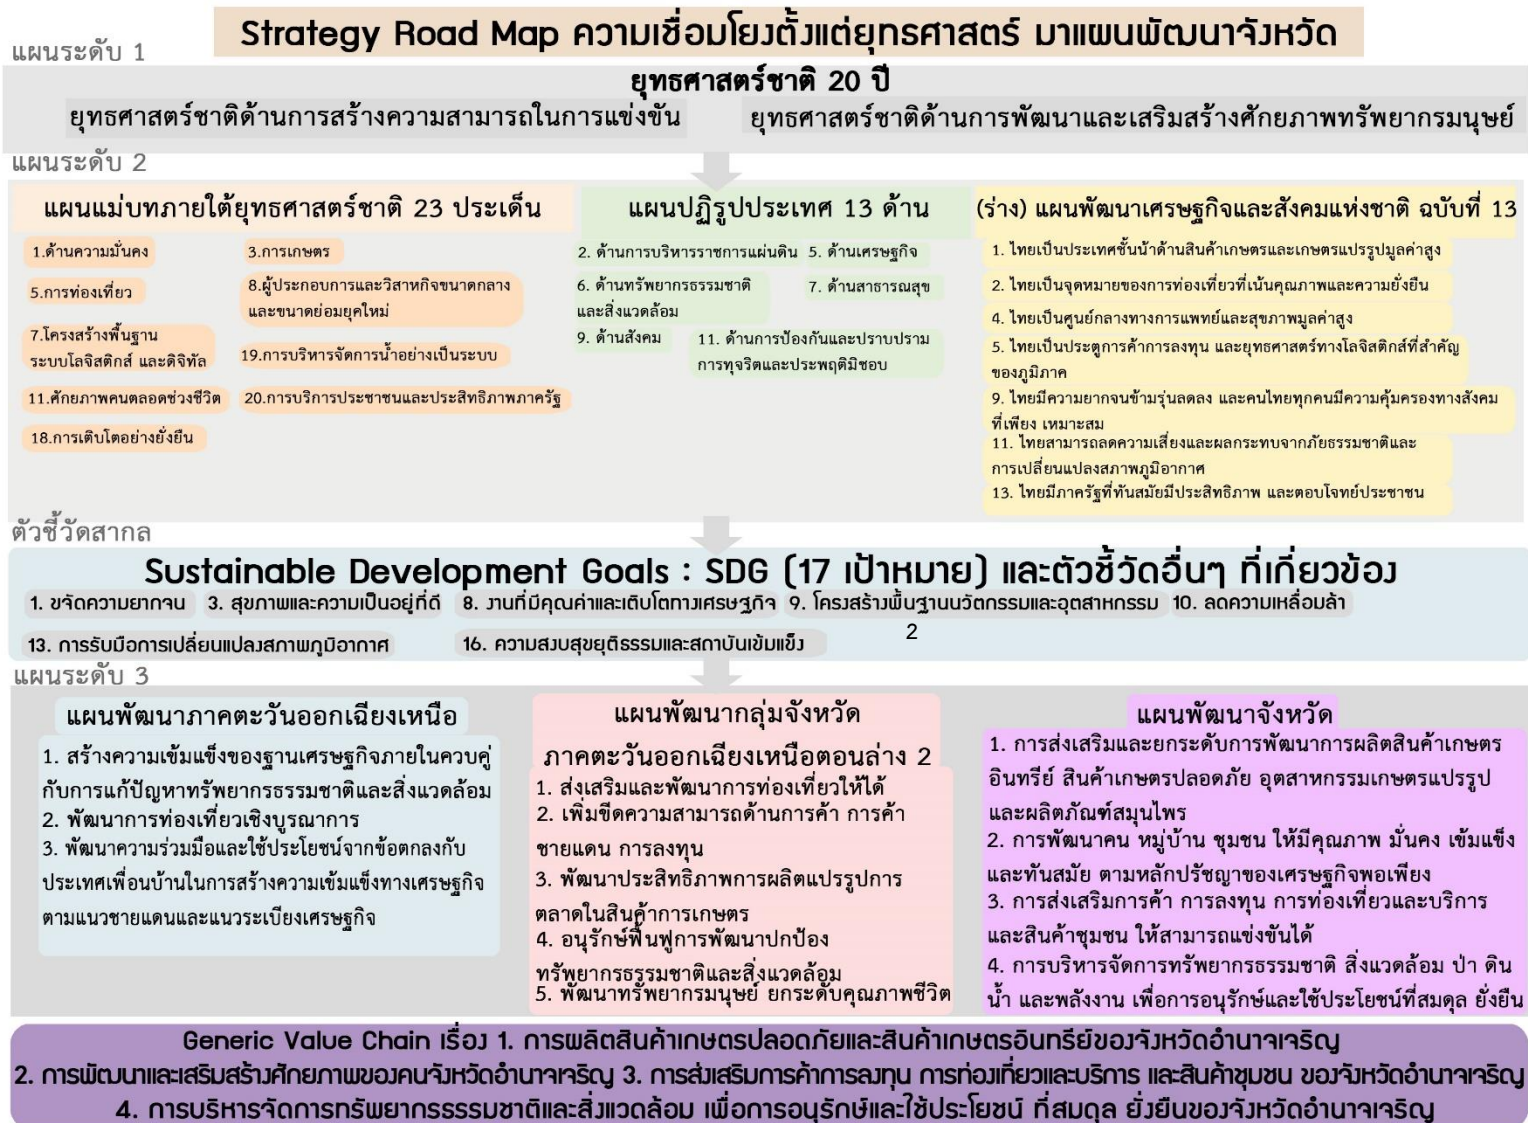 Strategy Road Map ความเชื่อมโยงตั้งแต่ยุทธศาสตร์ มาแผนพัฒนาจังหวัด
แผนระดับ 1
ยุทธศาสตร์ชาติ 20 ปี
ยุทธศาสตร์ชาติด้านการสร้างความสามารถในการแข่งขัน
ยุทธศาสตร์ชาติด้านการพัฒนาและเสริมสร้างศักยภาพทรัพยากรมนุษย์
แผนระดับ 2
แผนแม่บทภายใต้ยุทธศาสตร์ชาติ 23 ประเด็น
1.ด้านความมั่นคง
3.การเกษตร
5.การท่องเที่ยว
8.ผู้ประกอบการและวิสาหกิจขนาดกลาง
และขนาดย่อมยุคใหม่
7.โครงสร้างพื้นฐาน
ระบบโลจิสติกส์ และดิจิทัล
19.การบริหารจัดการน้ำอย่างเป็นระบบ
11.ศักยภาพคนตลอดช่วงชีวิต
20.การบริการประชาชนและประสิทธิภาพภาครัฐ
18.การเติบโตอย่างยั่งยืน
แผนปฏิรูปประเทศ 13 ด้าน
2. ด้านการบริหารราชการแผ่นดิน
5. ด้านเศรษฐกิจ
6. ด้านทรัพยากรธรรมชาติ
และสิ่งแวดล้อม
7. ด้านสาธารณสุข
9. ด้านสังคม
11. ด้านการป้องกันและปราบปราม
การทุจริตและประพฤติมิชอบ
(ร่าง) แผนพัฒนาเศรษฐกิจและสังคมแห่งชาติ ฉบับที่ 13
1. ไทยเป็นประเทศชั้นนำด้านสินค้าเกษตรและเกษตรแปรรูปมูลค่าสูง
2. ไทยเป็นจุดหมายของการท่องเที่ยวที่เน้นคุณภาพและความยั่งยืน
4. ไทยเป็นศูนย์กลางทางการแพทย์และสุขภาพมูลค่าสูง
5. ไทยเป็นประตูการค้าการลงทุน และยุทธศาสตร์ทางโลจิสติกส์ที่สำคัญ
ของภูมิภาค
9. ไทยมีความยากจนข้ามรุ่นลดลง และคนไทยทุกคนมีความคุ้มครองทางสังคม
ที่เพียง เหมาะสม
11. ไทยสามารถลดความเสี่ยงและผลกระทบจากภัยธรรมชาติและ
การเปลี่ยนแปลงสภาพภูมิอากาศ
13. ไทยมีภาครัฐที่ทันสมัยมีประสิทธิภาพ และตอบโจทย์ประชาชน
ตัวชี้วัดสากล
Sustainable Development Goals : SDG (17 เป้าหมาย) และตัวชี้วัดอื่นๆ ที่เกี่ยวข้อง
1. ขจัดความยากจน 3. สุขภาพและความเป็นอยู่ที่ดี 8. งานที่มีคุณค่าและเติบโตทางเศรษฐกิจ 9. โครงสร้างพื้นฐานนวัตกรรมและอุตสาหกรรม 10. ลดความเหลื่อมล้ำ
2
13. การรับมือการเปลี่ยนแปลงสภาพภูมิอากาศ 16. ความสงบสุขยุติธรรมและสถาบันเข้มแข็ง
แผนระดับ 3
แผนพัฒนาภาคตะวันออกเฉียงเหนือ
1. สร้างความเข้มแข็งของฐานเศรษฐกิจภายในควบคู่
กับการแก้ปัญหาทรัพยากรธรรมชาติและสิ่งแวดล้อม
2. พัฒนาการท่องเที่ยวเชิงบูรณาการ
3. พัฒนาความร่วมมือและใช้ประโยชน์จากข้อตกลงกับ
ประเทศเพื่อนบ้านในการสร้างความเข้มแข็งทางเศรษฐกิจ
ตามแนวชายแดนและแนวระเบียงเศรษฐกิจ
แผนพัฒนากลุ่มจังหวัด
ภาคตะวันออกเฉียงเหนือตอนล่าง 2
1. ส่งเสริมและพัฒนาการท่องเที่ยวให้ได้
2. เพิ่มขีดความสามารถด้านการค้า การค้า
ชายแดน การลงทุน
3. พัฒนาประสิทธิภาพการผลิตแปรรูปการ
ตลาดในสินค้าการเกษตร
4. อนุรักษ์ฟื้นฟูการพัฒนาปกป้อง
ทรัพยากรธรรมชาติและสิ่งแวดล้อม
5. พัฒนาทรัพยากรมนุษย์ ยกระดับคุณภาพชีวิต
แผนพัฒนาจังหวัด
1. การส่งเสริมและยกระดับการพัฒนาการผลิตสินค้าเกษตร
อินทรีย์ สินค้าเกษตรปลอดภัย อุตสาหกรรมเกษตรแปรรูป
และผลิตภัณฑ์สมุนไพร
2. การพัฒนาคน หมู่บ้าน ชุมชน ให้มีคุณภาพ มั่นคง เข้มแข็ง
และทันสมัย ตามหลักปรัชญาของเศรษฐกิจพอเพียง
3. การส่งเสริมการค้า การลงทุน การท่องเที่ยวและบริการ
และสินค้าชุมชน ให้สามารถแข่งขันได้
4. การบริหารจัดการทรัพยากรธรรมชาติ สิ่งแวดล้อม ป่า ดิน
น้ำ และพลังงาน เพื่อการอนุรักษ์และใช้ประโยชน์ที่สมดุล ยั่งยืน
Generic Value Chain เรื่อง 1. การผลิตสินค้าเกษตรปลอดภัยและสินค้าเกษตรอินทรีย์ของจังหวัดอำนาจเจริญ
2. การพัฒนาและเสริมสร้างศักยภาพของคนจังหวัดอำนาจเจริญ 3. การส่งเสริมการค้าการลงทุน การท่องเที่ยวและบริการ และสินค้าชุมชน ของจังหวัดอำนาจเจริญ
4. การบริหารจัดการทรัพยากรธรรมชาติและสิ่งแวดล้อม เพื่อการอนุรักษ์และใช้ประโยชน์ ที่สมดุล ยั่งยืนของจังหวัดอำนาจเจริญ